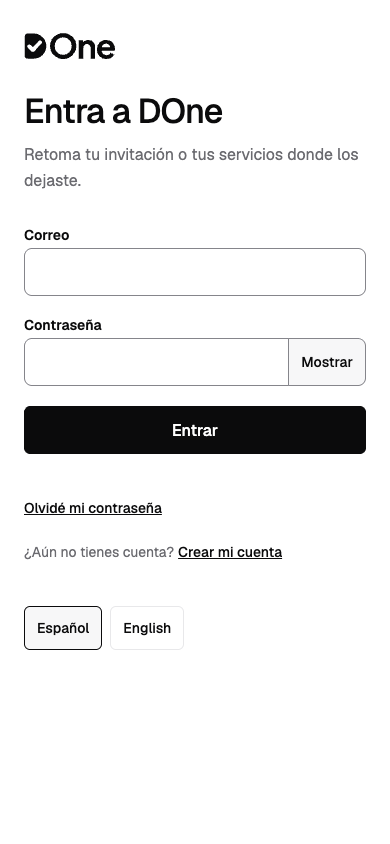 DOne
Entra a DOne
Retoma tu invitación o tus servicios donde los
dejaste.
Correo
Contraseña
Mostrar
Entrar
Olvidé mi contraseña
¿Aún no tienes cuenta? Crear mi cuenta
Español English